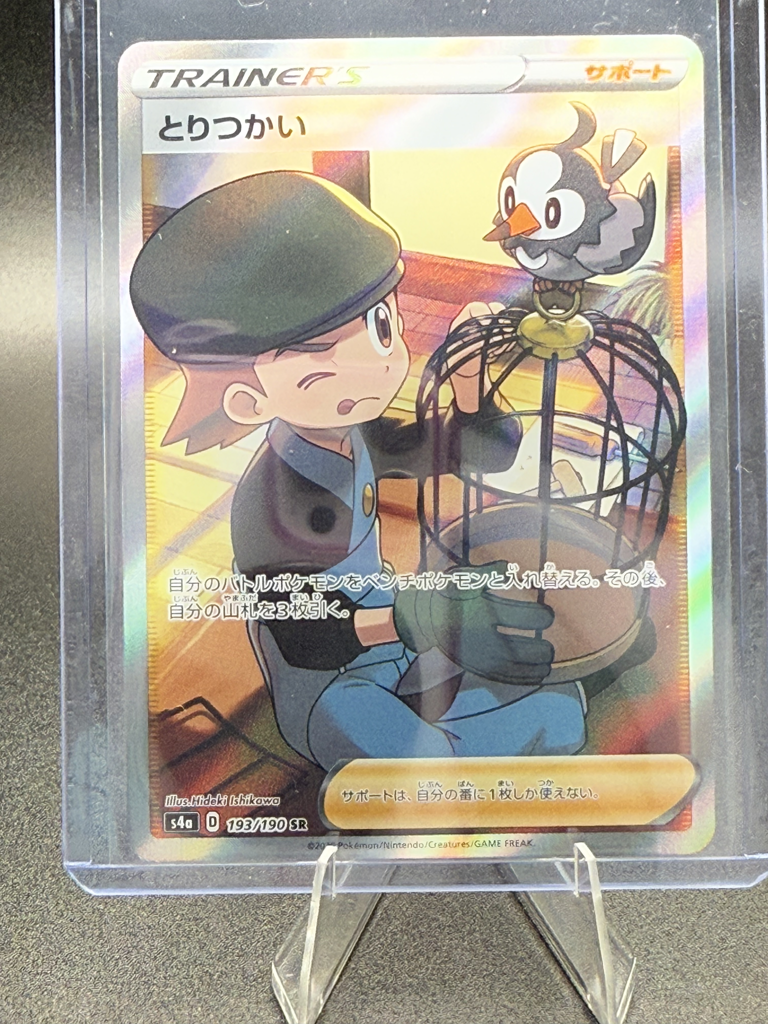 TRAINER'S サポート
とりつかい
自分のバトルポケモンをベンチポケモンと入れ替える。その後、
自分の山札を3枚引く。
サポートは、自分の番に1枚しか使えない。
Illus.Hideki Ishikawa
s4a D 193/190 SR
Pokémon/Nintendo/Creatures/GAME FREAK.